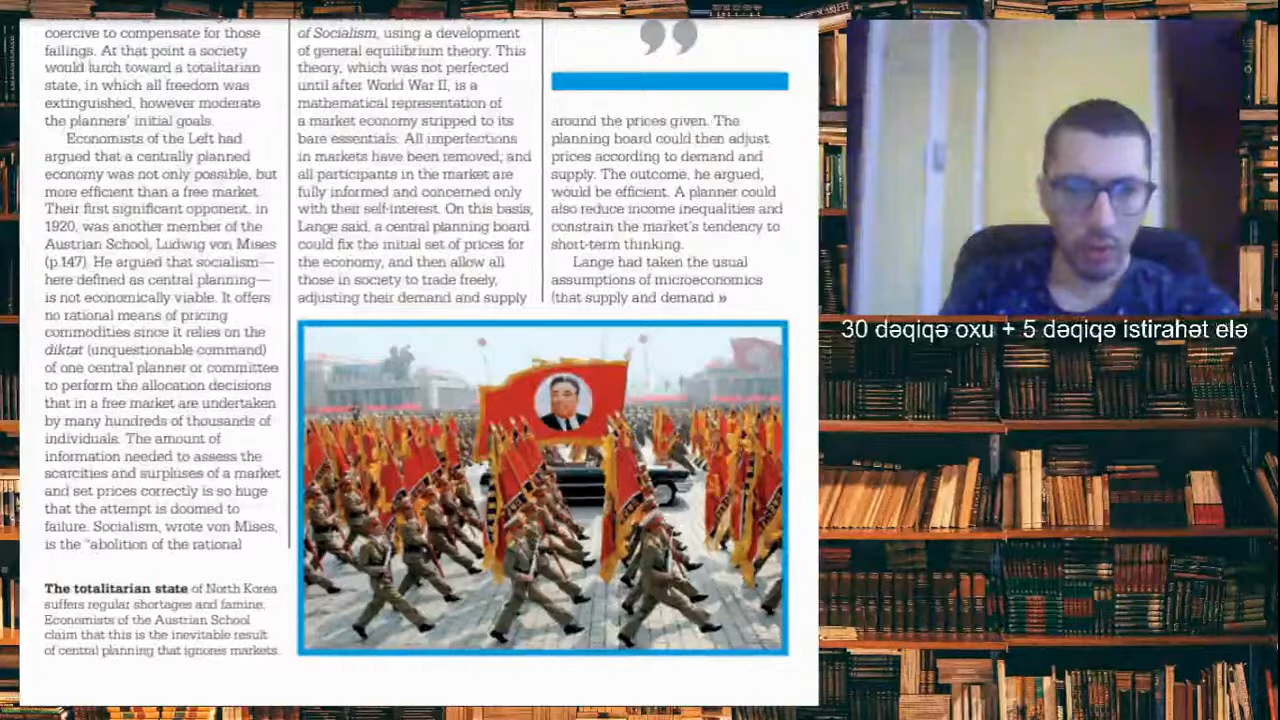 coercive to compensate for those
failings. At that point a society
would lurch toward a totalitarian
state, in which all freedom was
extinguished, however moderate
the planners' initial goals.
Economists of the Left had
argued that a centrally planned
economy was not only possible, but
more efficient than a free market.
Their first significant opponent, in
1920, was another member of the
Austrian School, Ludwig von Mises
(p.147). He argued that socialism—
here defined as central planning—
is not economically viable. It offers
no rational means of pricing
commodities since it relies on the
diktat (unquestionable command)
of one central planner or committee
to perform the allocation decisions
that in a free market are undertaken
by many hundreds of thousands of
individuals. The amount of
information needed to assess the
scarcities and surpluses of a market
and set prices correctly is so huge
that the attempt is doomed to
failure. Socialism, wrote von Mises,
is the “abolition of the rational
of Socialism, using a development
of general equilibrium theory. This
theory, which was not perfected
until after World War II, is a
mathematical representation of
a market economy stripped to its
bare essentials. All imperfections
in markets have been removed, and
all participants in the market are
fully informed and concerned only
with their self-interest. On this basis,
Lange said, a central planning board
could fix the initial set of prices for
the economy, and then allow all
those in society to trade freely,
adjusting their demand and supply
”
around the prices given. The
planning board could then adjust
prices according to demand and
supply. The outcome, he argued,
would be efficient. A planner could
also reduce income inequalities and
constrain the market's tendency to
short-term thinking.
Lange had taken the usual
assumptions of microeconomics
(that supply and demand »
The totalitarian state of North Korea
suffers regular shortages and famine.
Economists of the Austrian School
claim that this is the inevitable result
of central planning that ignores markets.
30 dəqiqə oxu + 5 dəqiqə istirahət elə